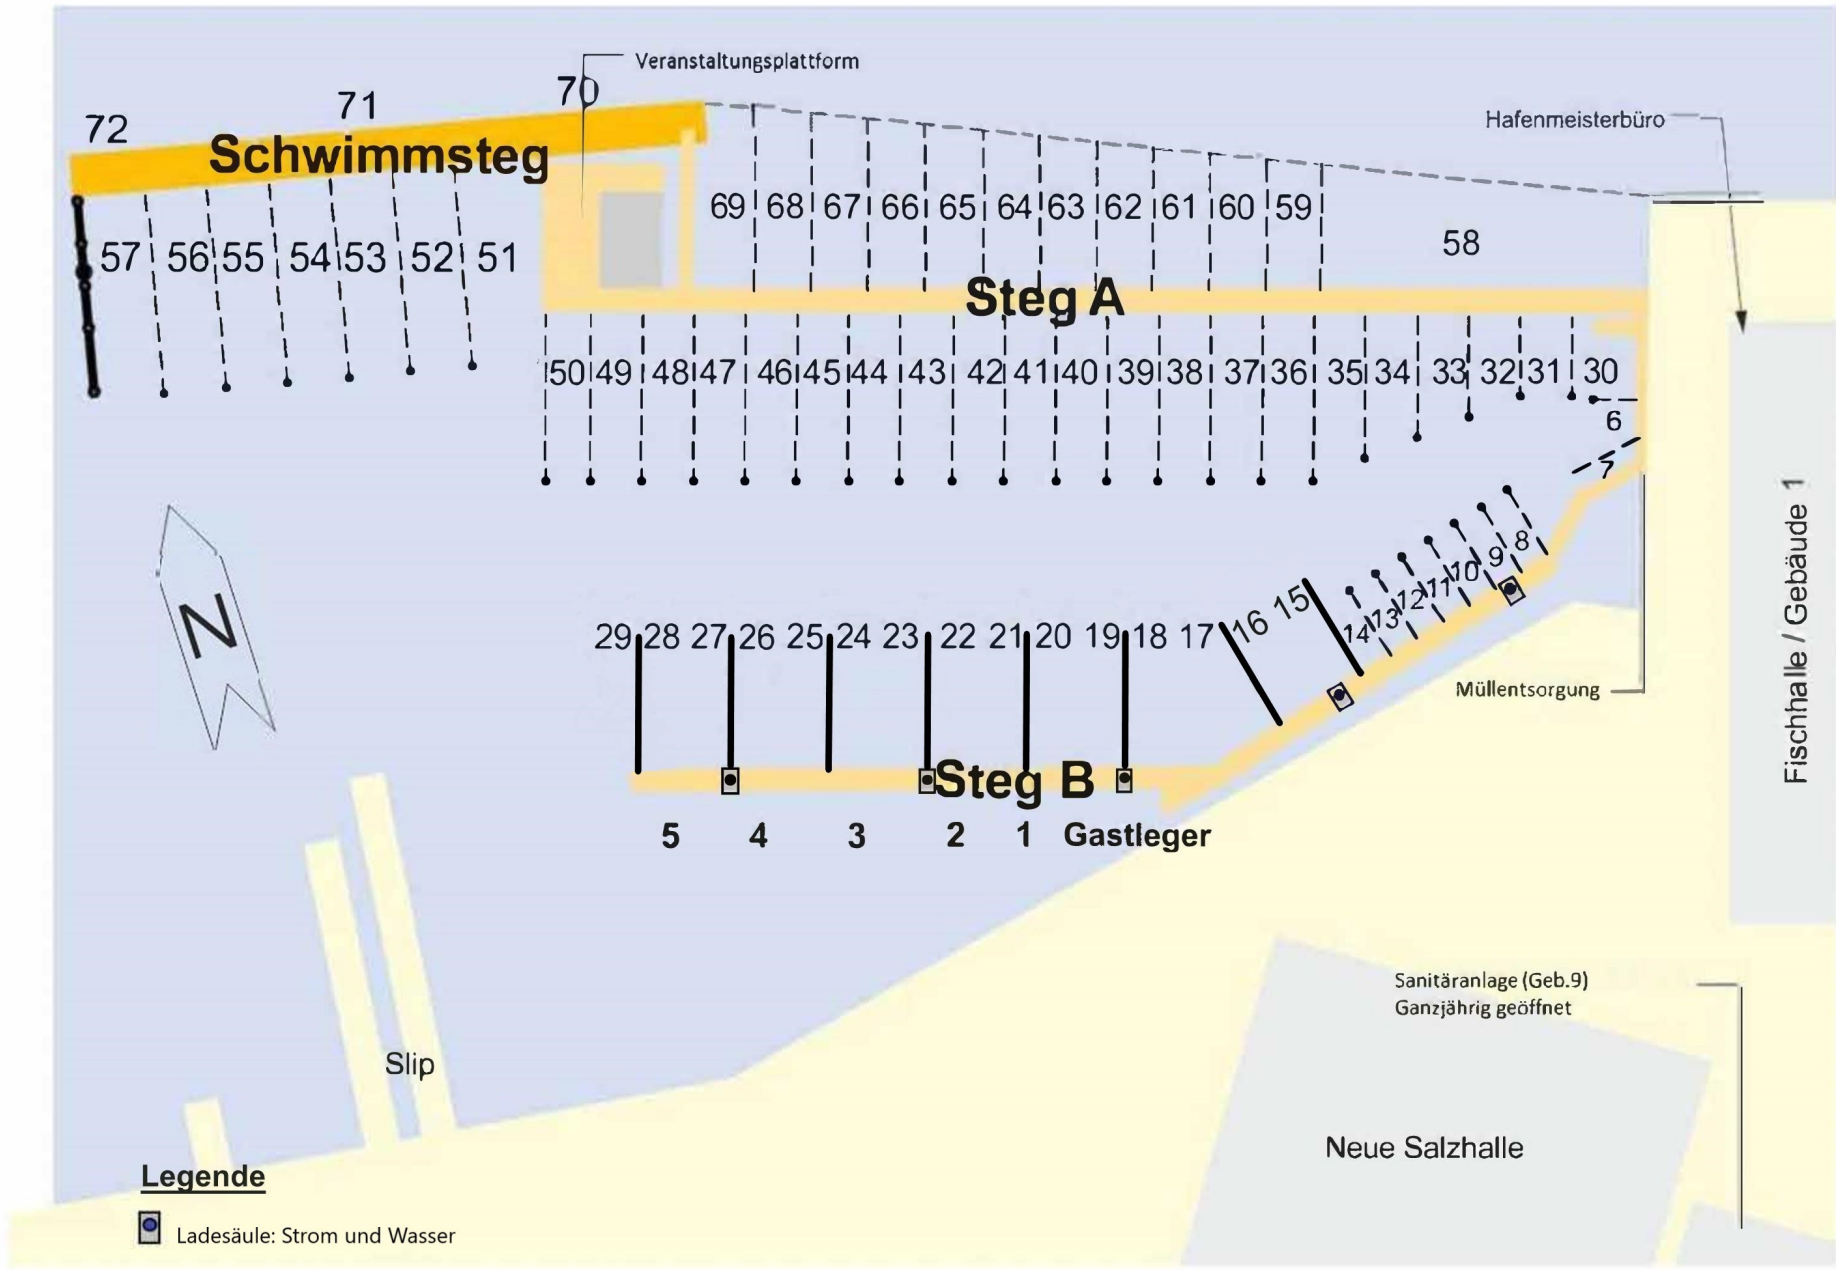 Veranstaltungsplattform
70
71
72
Hafenmeisterbüro
Schwimmsteg
69 68 67 66 65 64 63 62 61 60 59
58
57 56 55 54 53 52 51
Steg A
50 49 48 47 46 45 44 43 42 41 40 39 38 37 36 35 34 33 32 31 30
6
7
8
9
10
11
12
13
14
15
16
29 28 27 26 25 24 23 22 21 20 19 18 17
N
Müllentsorgung
Fischhalle / Gebäude 1
Steg B
5 4 3 2 1 Gastleger
Sanitäranlage (Geb.9)
Ganzjährig geöffnet
Slip
Neue Salzhalle
Legende
Ladesäule: Strom und Wasser